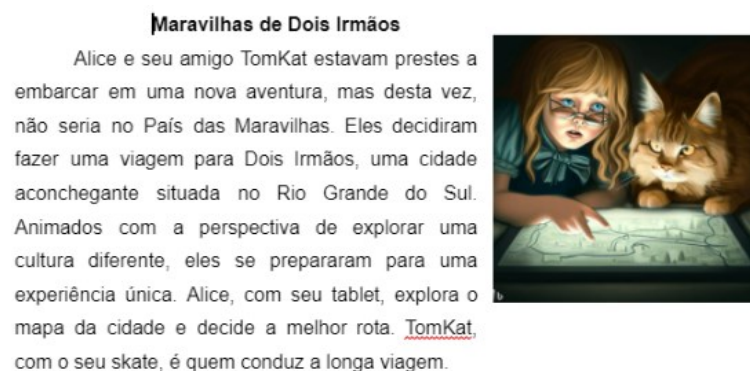 Maravilhas de Dois Irmãos
Alice e seu amigo TomKat estavam prestes a
embarcar em uma nova aventura, mas desta vez,
não seria no País das Maravilhas. Eles decidiram
fazer uma viagem para Dois Irmãos, uma cidade
aconchegante situada no Rio Grande do Sul.
Animados com a perspectiva de explorar uma
cultura diferente, eles se prepararam para uma
experiência única. Alice, com seu tablet, explora o
mapa da cidade e decide a melhor rota. TomKat,
com o seu skate, é quem conduz a longa viagem.